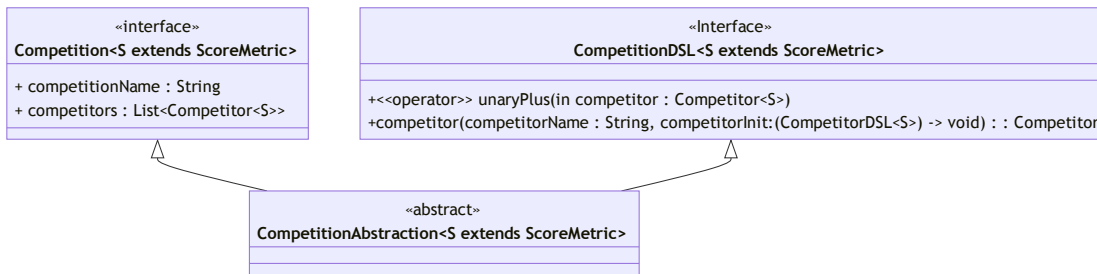 «interface»
Competition<S extends ScoreMetric>
+ competitionName : String
+ competitors : List<Competitor<S>>
«Interface»
CompetitionDSL<S extends ScoreMetric>
+<<operator>> unaryPlus(in competitor : Competitor<S>)
+competitor(competitorName : String, competitorInit:(CompetitorDSL<S>) -> void) : : Competitor
«abstract»
CompetitionAbstraction<S extends ScoreMetric>